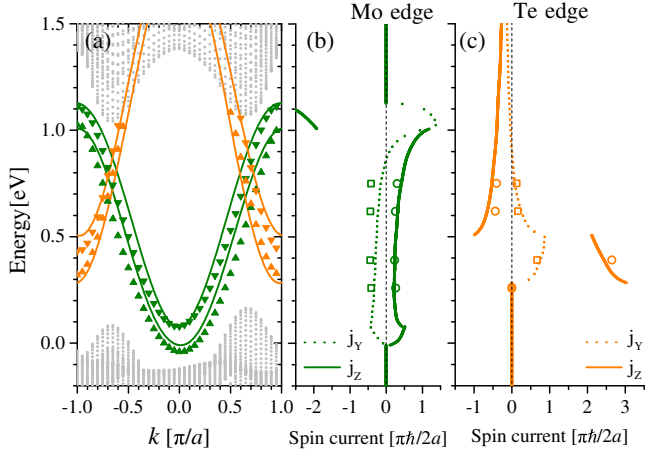 Mo edge
Te edge
(a)
(b)
(c)
Energy[eV]
1.5
1.0
0.5
0.0
-1.0 -0.5 0.0 0.5 1.0
k [π/a]
j_Y
j_Z
-2 -1 0 1
Spin current [πħ/2a]
j_Y
j_Z
-1 0 1 2 3
Spin current [πħ/2a]